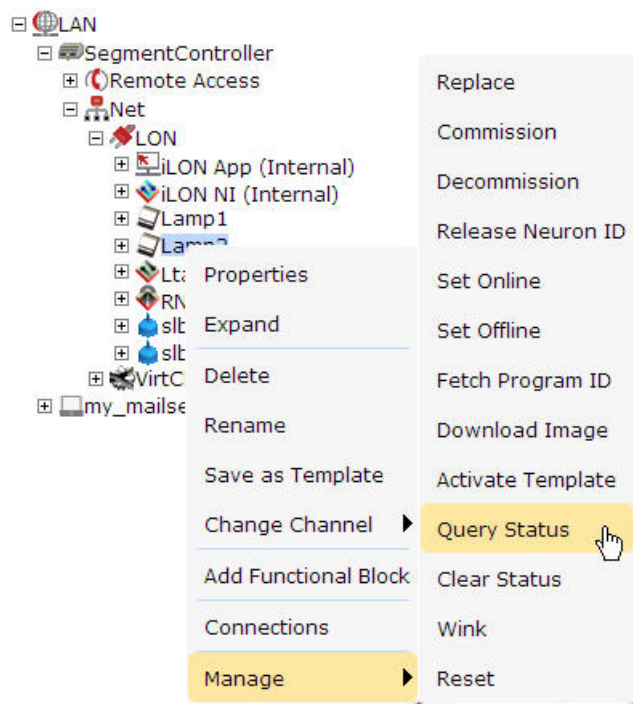 LAN
SegmentController
Remote Access
Net
LON
iLON App (Internal)
iLON NI (Internal)
Lamp1
my_mailse
Properties
Expand
Delete
Rename
Save as Template
Change Channel
Add Functional Block
Connections
Manage
Replace
Commission
Decommission
Release Neuron ID
Set Online
Set Offline
Fetch Program ID
Download Image
Activate Template
Query Status
Clear Status
Wink
Reset